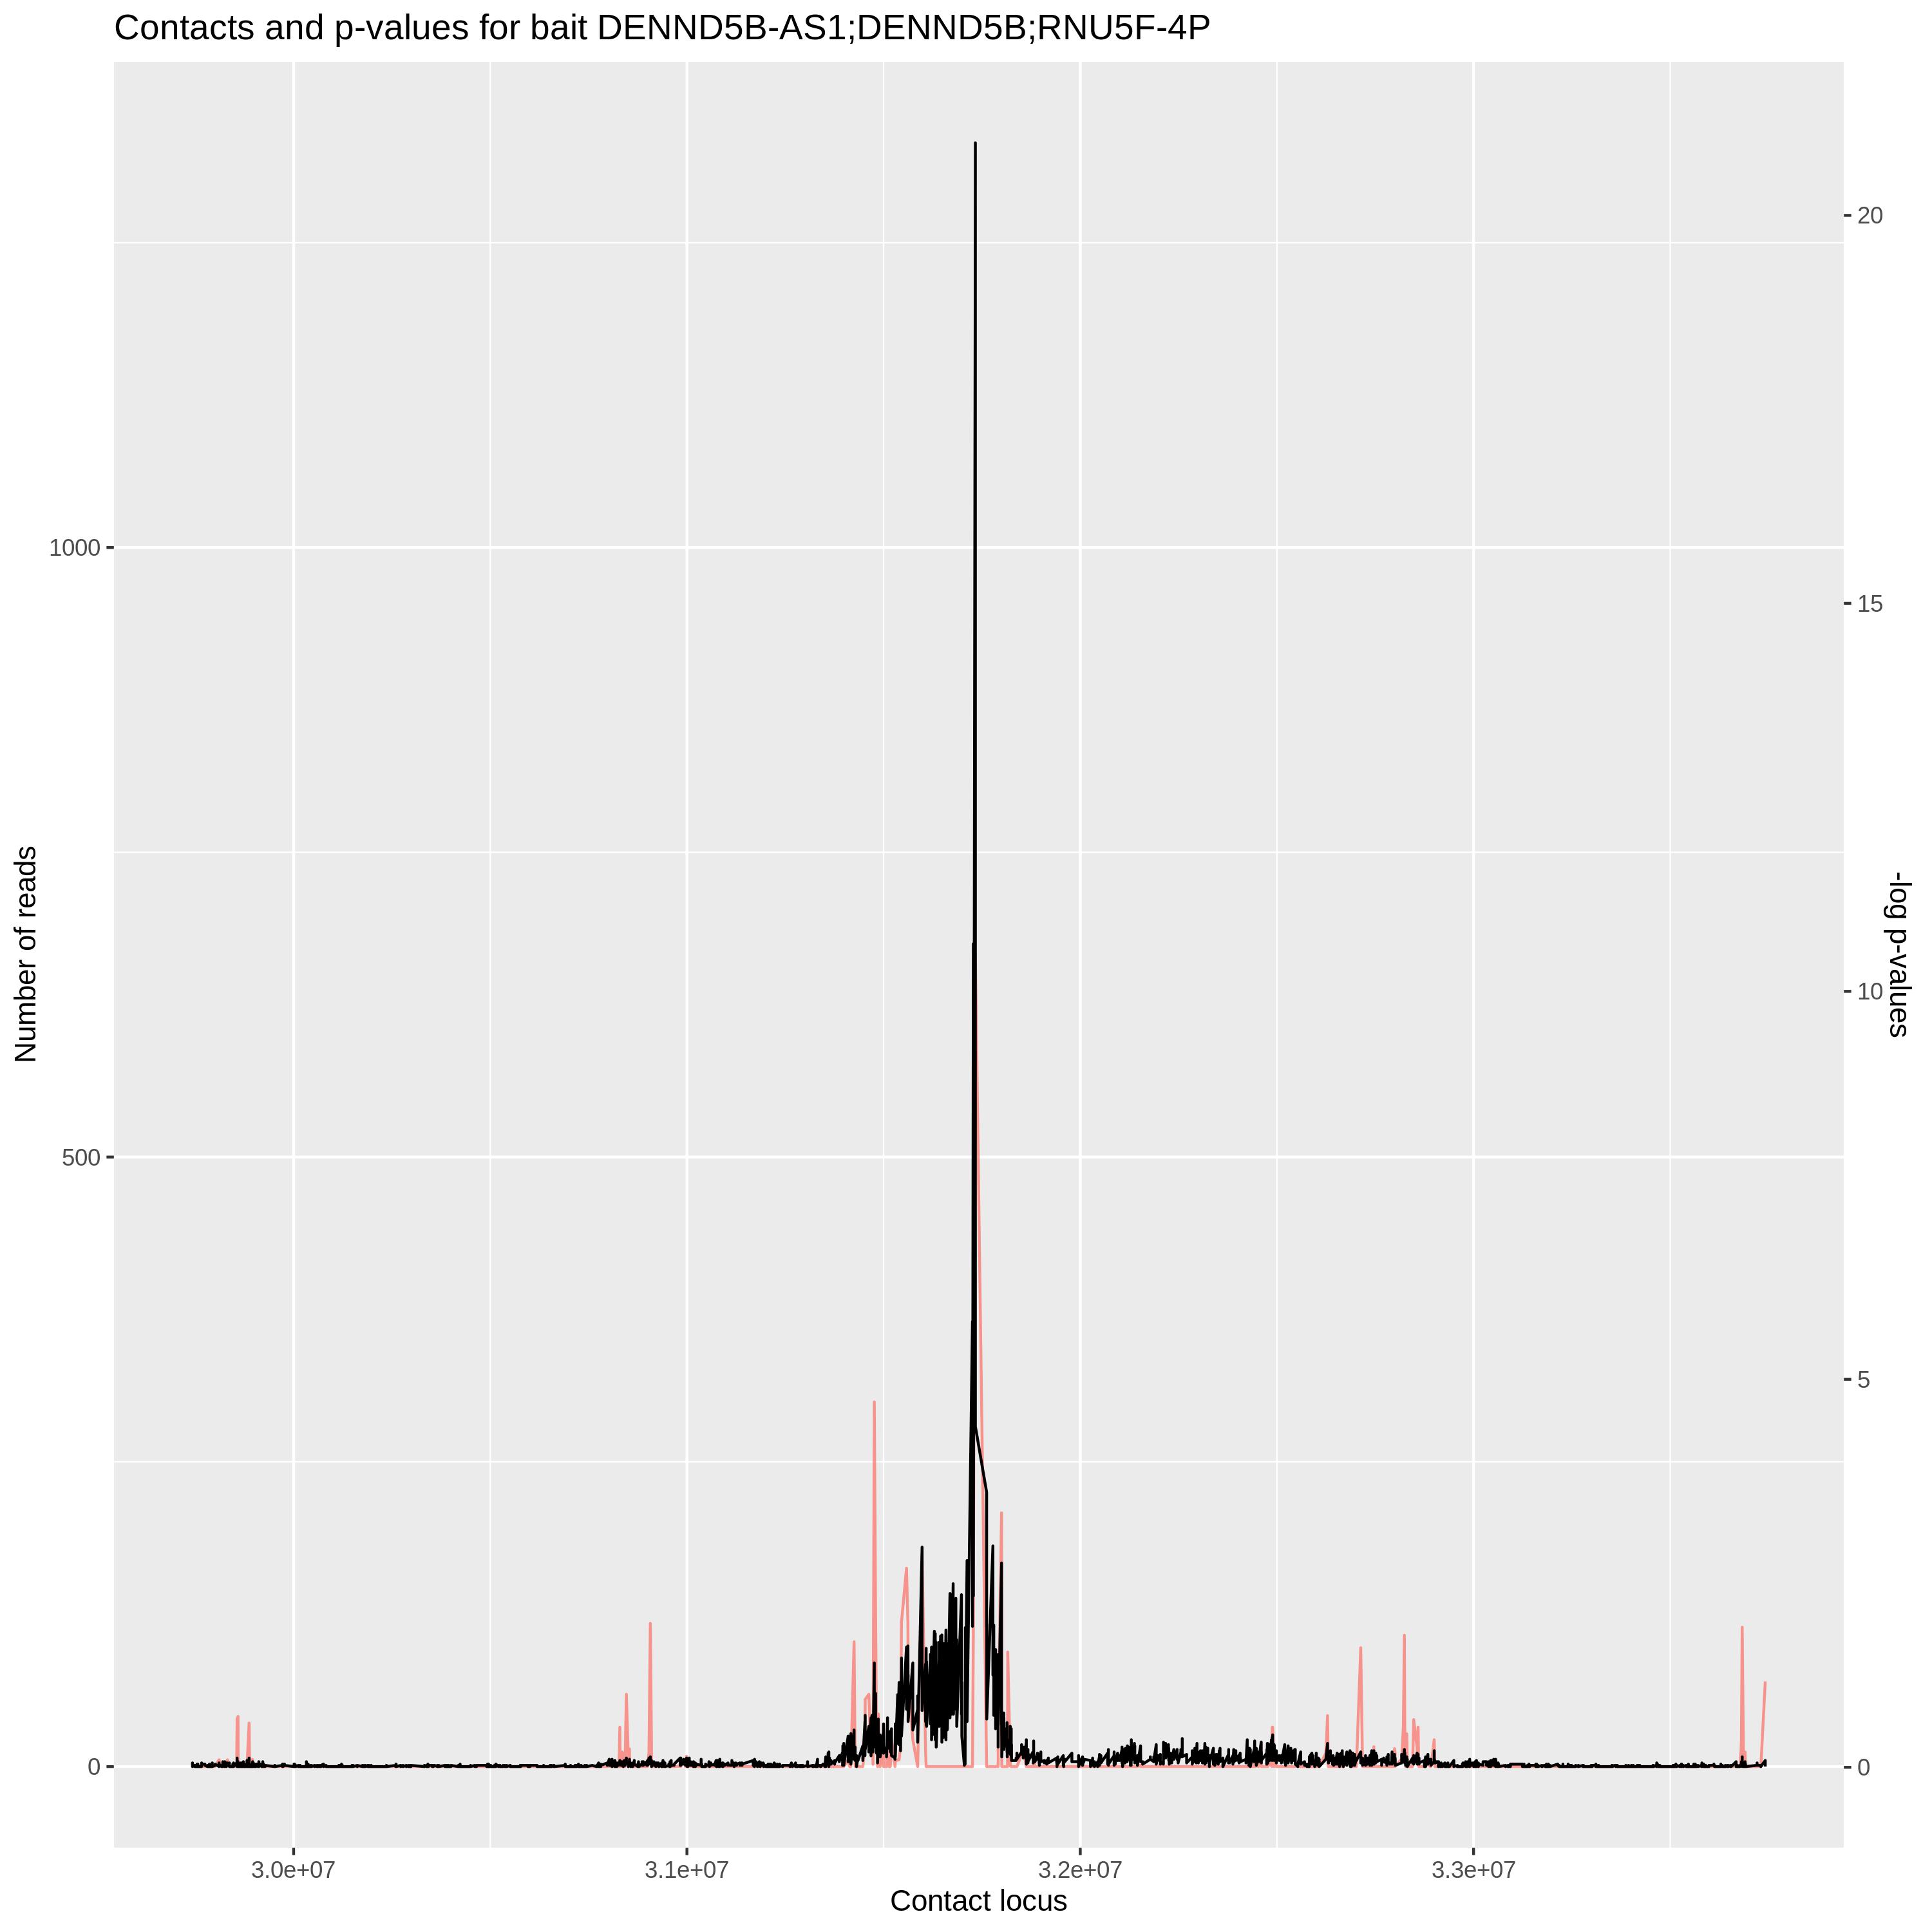 Contacts and p-values for bait DENND5B-AS1;DENND5B;RNU5F-4P
Number of reads
1000
500
0
20
15
10
5
0
-log p-values
3.0e+07 3.1e+07 3.2e+07 3.3e+07
Contact locus